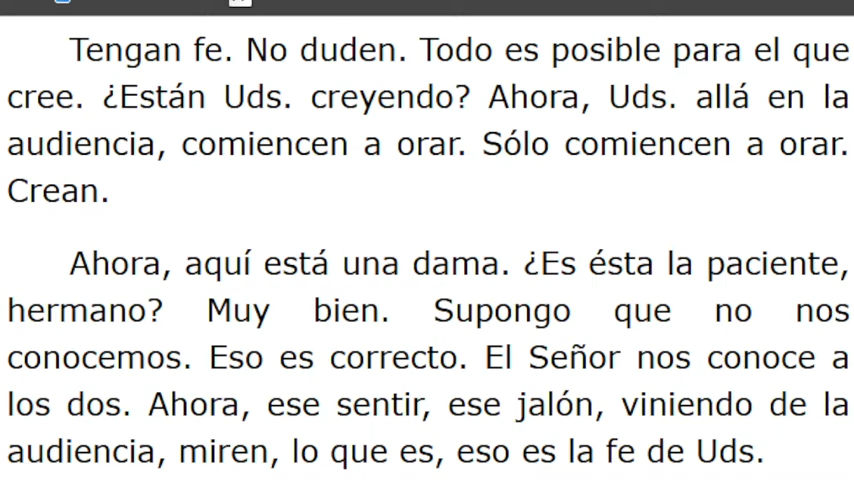 Tengan fe. No duden. Todo es posible para el que
cree. ¿Están Uds. creyendo? Ahora, Uds. allá en la
audiencia, comiencen a orar. Sólo comiencen a orar.
Crean.
Ahora, aquí está una dama. ¿Es ésta la paciente,
hermano? Muy bien. Supongo que no nos
conocemos. Eso es correcto. El Señor nos conoce a
los dos. Ahora, ese sentir, ese jalón, viniendo de la
audiencia, miren, lo que es, eso es la fe de Uds.